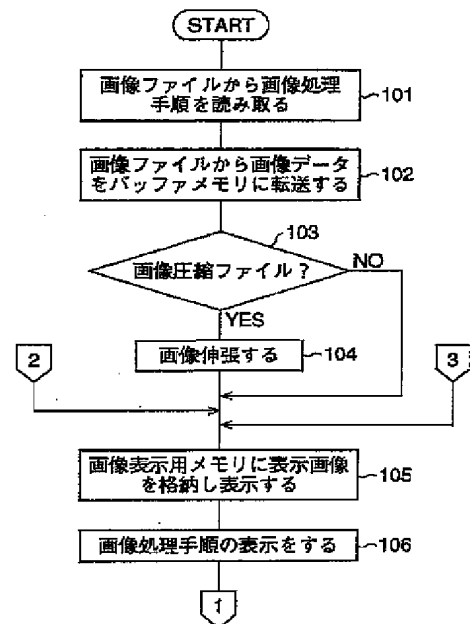 START
画像ファイルから画像処理
手順を読み取る
101
画像ファイルから画像データ
をバッファメモリに転送する
102
103
画像圧縮ファイル?
NO
YES
2
画像伸張する
104
3
画像表示用メモリに表示画像
を格納し表示する
105
画像処理手順の表示をする
106
1